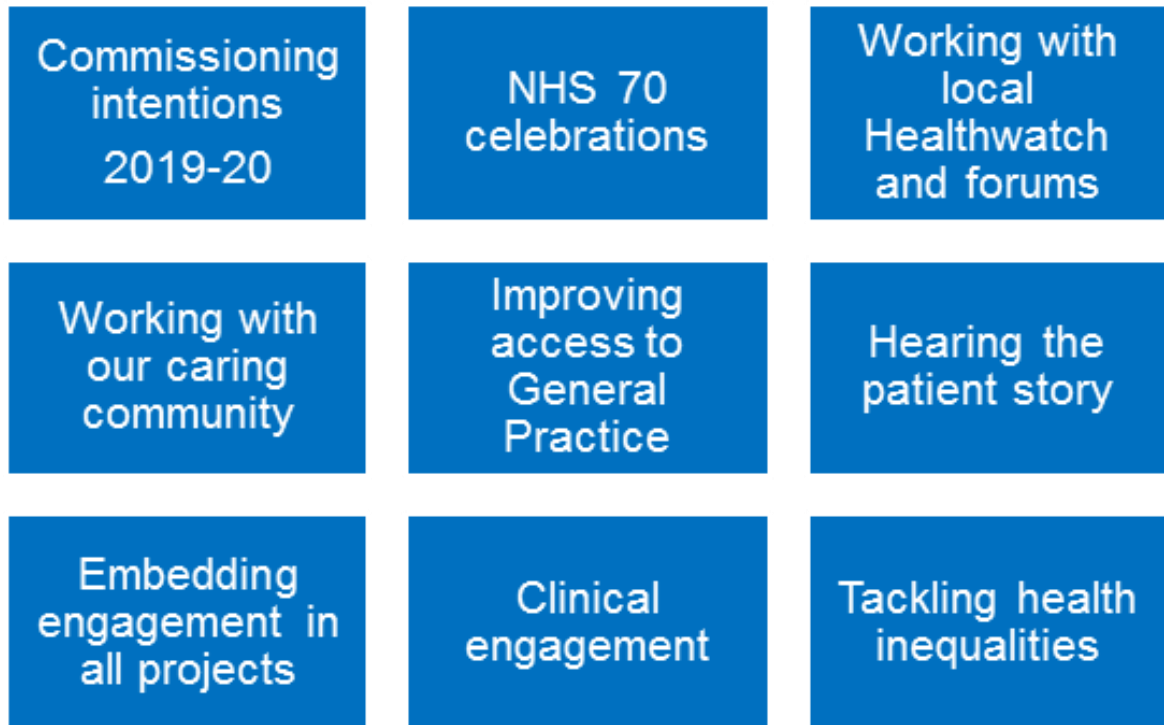 Commissioning
intentions
2019-20
NHS 70
celebrations
Working with
local
Healthwatch
and forums
Working with
our caring
community
Improving
access to
General
Practice
Hearing the
patient story
Embedding
engagement in
all projects
Clinical
engagement
Tackling health
inequalities